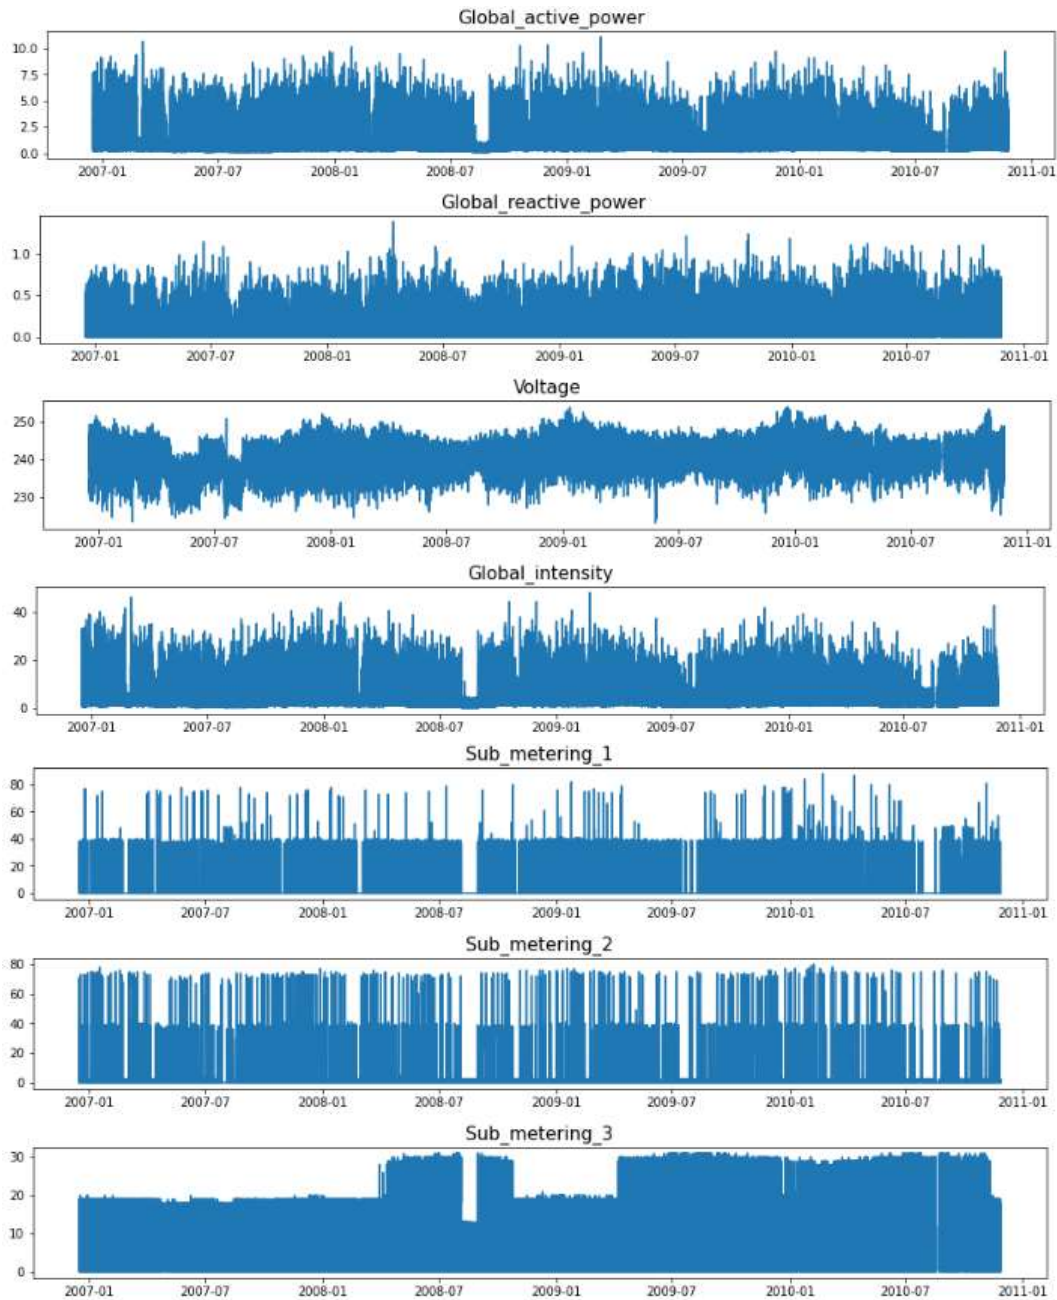 Global_active_power
10.0
7.5
5.0
2.5
0.0
2007-01 2007-07 2008-01 2008-07 2009-01 2009-07 2010-01 2010-07 2011-01
Global_reactive_power
1.0
0.5
0.0
2007-01 2007-07 2008-01 2008-07 2009-01 2009-07 2010-01 2010-07 2011-01
Voltage
250
240
230
2007-01 2007-07 2008-01 2008-07 2009-01 2009-07 2010-01 2010-07 2011-01
Global_intensity
40
20
0
2007-01 2007-07 2008-01 2008-07 2009-01 2009-07 2010-01 2010-07 2011-01
Sub_metering_1
80
60
40
20
0
2007-01 2007-07 2008-01 2008-07 2009-01 2009-07 2010-01 2010-07 2011-01
Sub_metering_2
80
60
40
20
0
2007-01 2007-07 2008-01 2008-07 2009-01 2009-07 2010-01 2010-07 2011-01
Sub_metering_3
30
20
10
0
2007-01 2007-07 2008-01 2008-07 2009-01 2009-07 2010-01 2010-07 2011-01